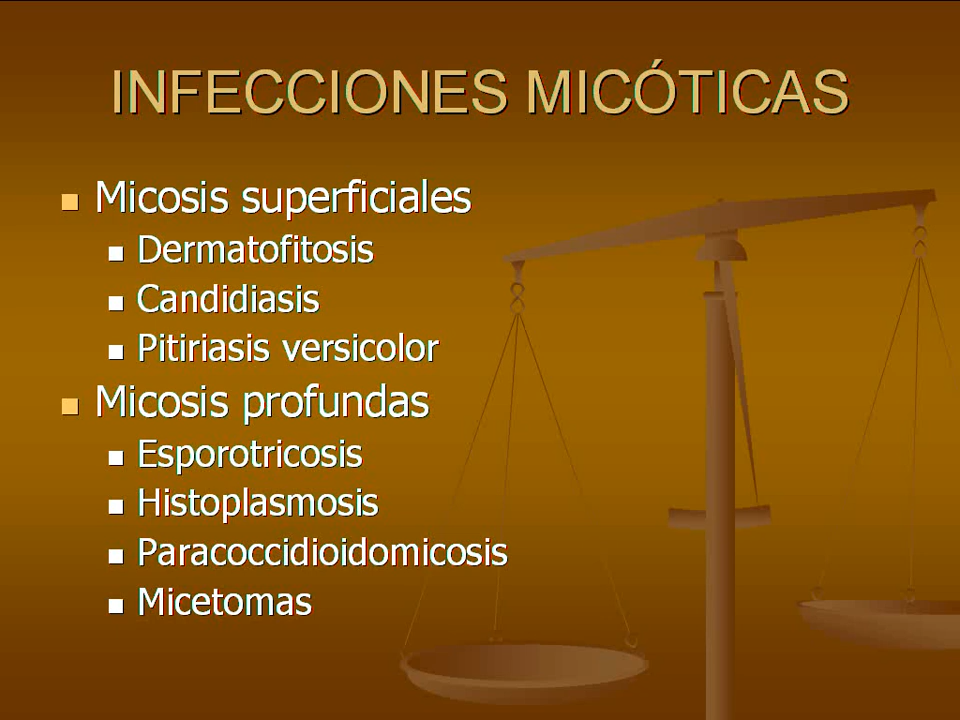 INFECCIONES MICÓTICAS
Micosis superficiales
Dermatofitosis
Candidiasis
Pitiriasis versicolor
Micosis profundas
Esporotricosis
Histoplasmosis
Paracoccidioidomicosis
Micetomas